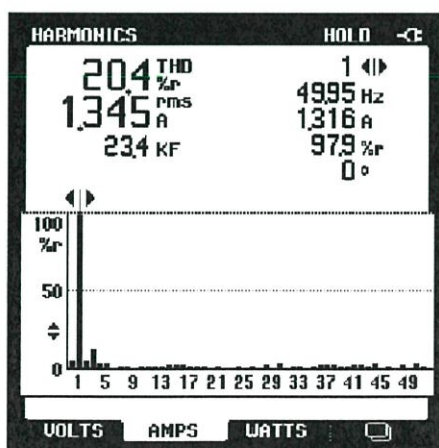 HARMONICS HOLD
20.4 THD %r
1.345 rms A
23.4 KF
1
49.95 Hz
1.316 A
97.9 %r
0 °
100
%r
50
0
1 5 9 13 17 21 25 29 33 37 41 45 49
VOLTS AMPS WATTS